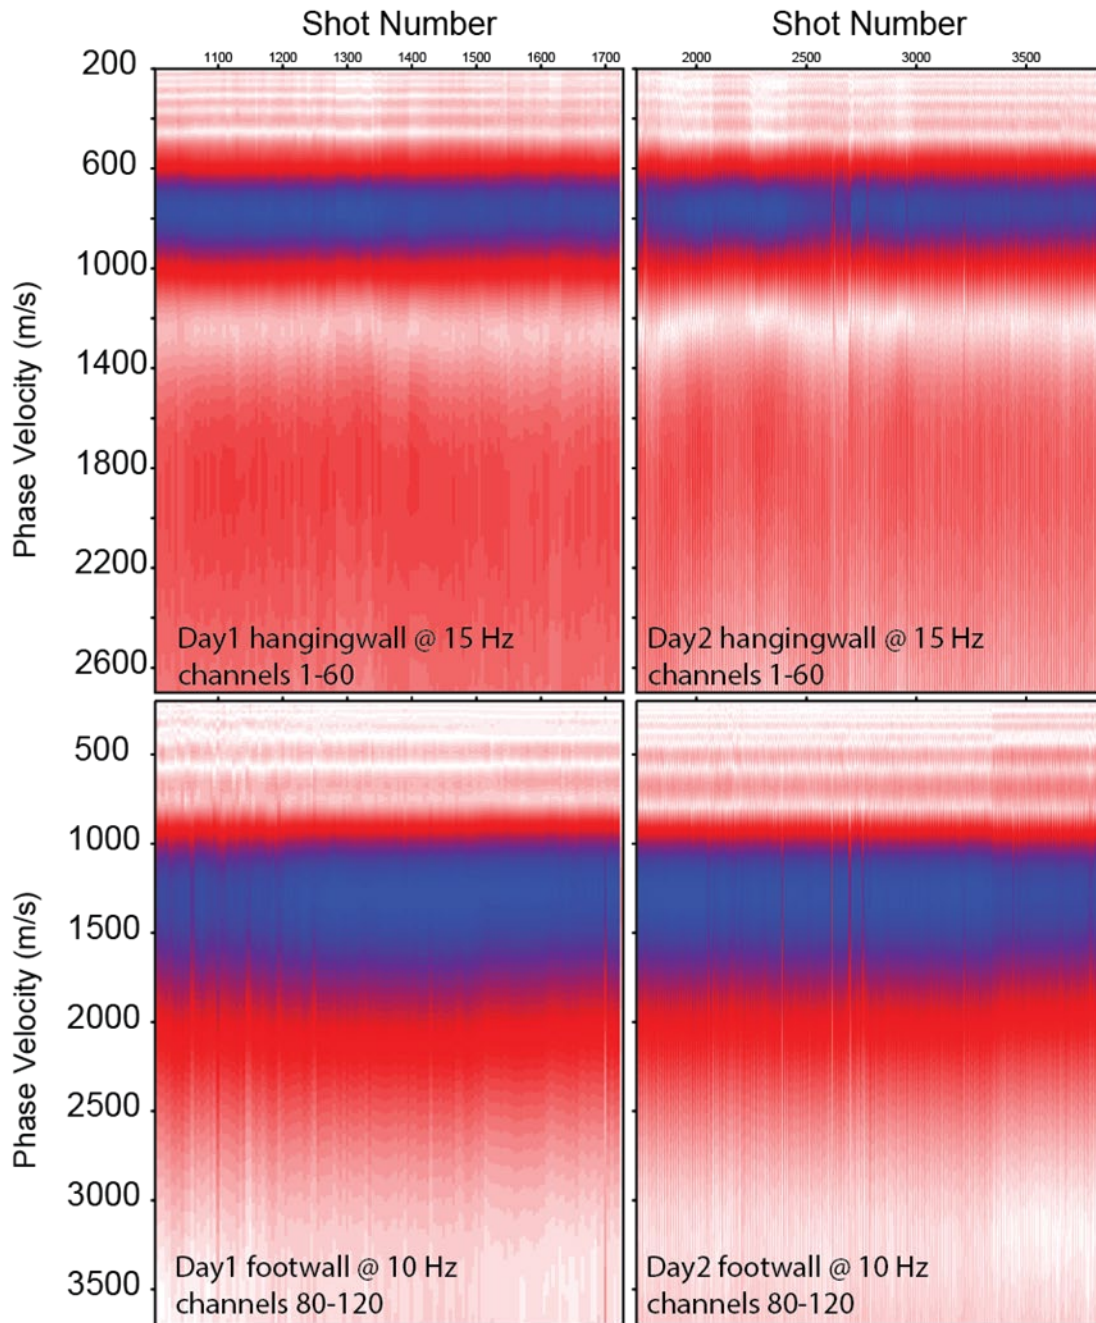 Shot Number
Shot Number
1100 1200 1300 1400 1500 1600 1700
2000 2500 3000 3500
Phase Velocity (m/s)
200
600
1000
1400
1800
2200
2600
Day1 hangingwall @ 15 Hz
channels 1-60
Day2 hangingwall @ 15 Hz
channels 1-60
Phase Velocity (m/s)
500
1000
1500
2000
2500
3000
3500
Day1 footwall @ 10 Hz
channels 80-120
Day2 footwall @ 10 Hz
channels 80-120